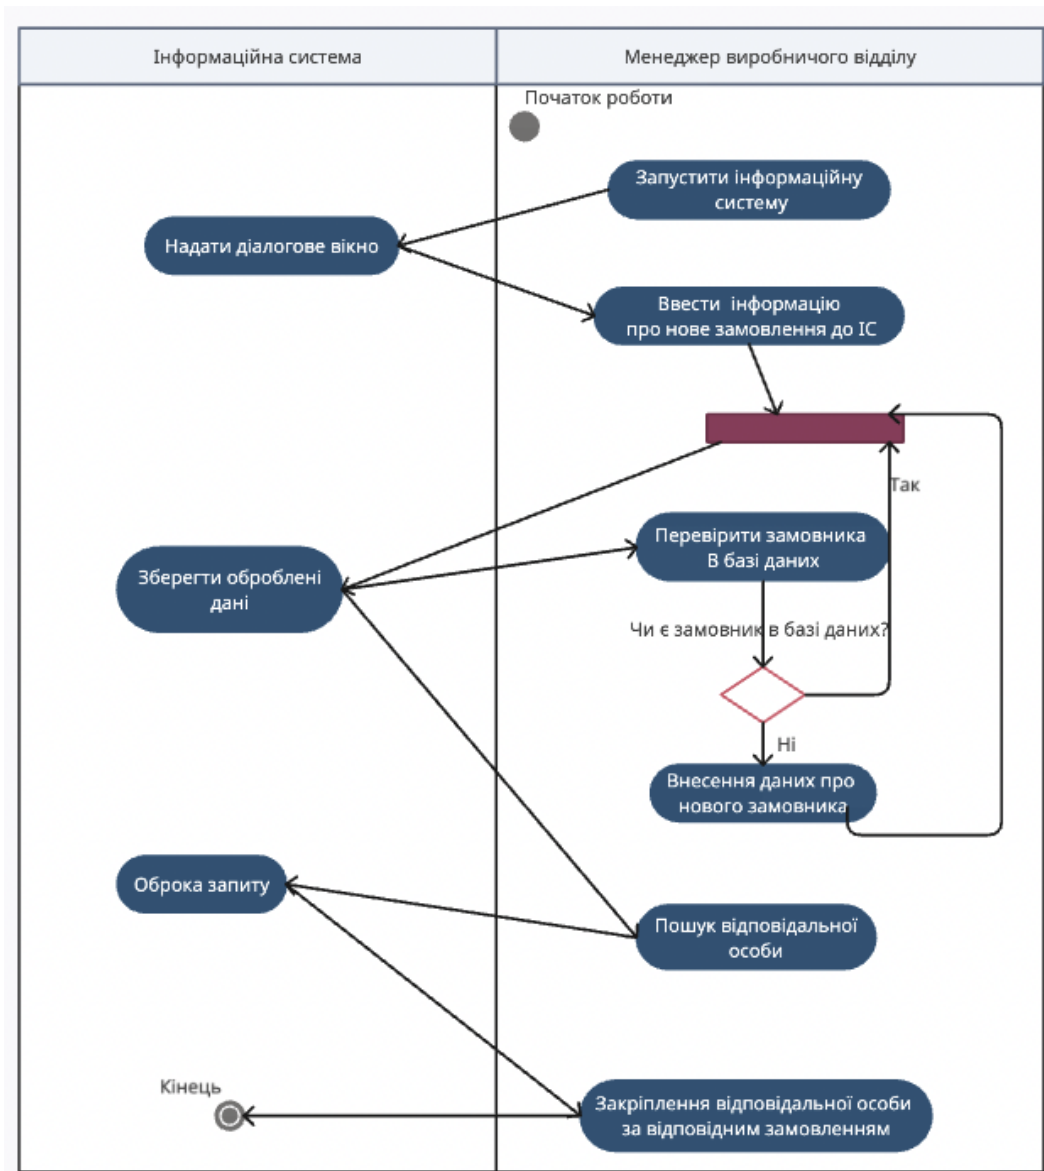 Інформаційна система
Менеджер виробничого відділу
Початок роботи
Запустити інформаційну
систему
Надати діалогове вікно
Ввести інформацію
про нове замовлення до ІС
Так
Перевірити замовника
В базі даних
Зберегти оброблені
дані
Чи є замовник в базі даних?
Ні
Внесення даних про
нового замовника
Оброка запиту
Пошук відповідальної
особи
Кінець
Закріплення відповідальної особи
за відповідним замовленням